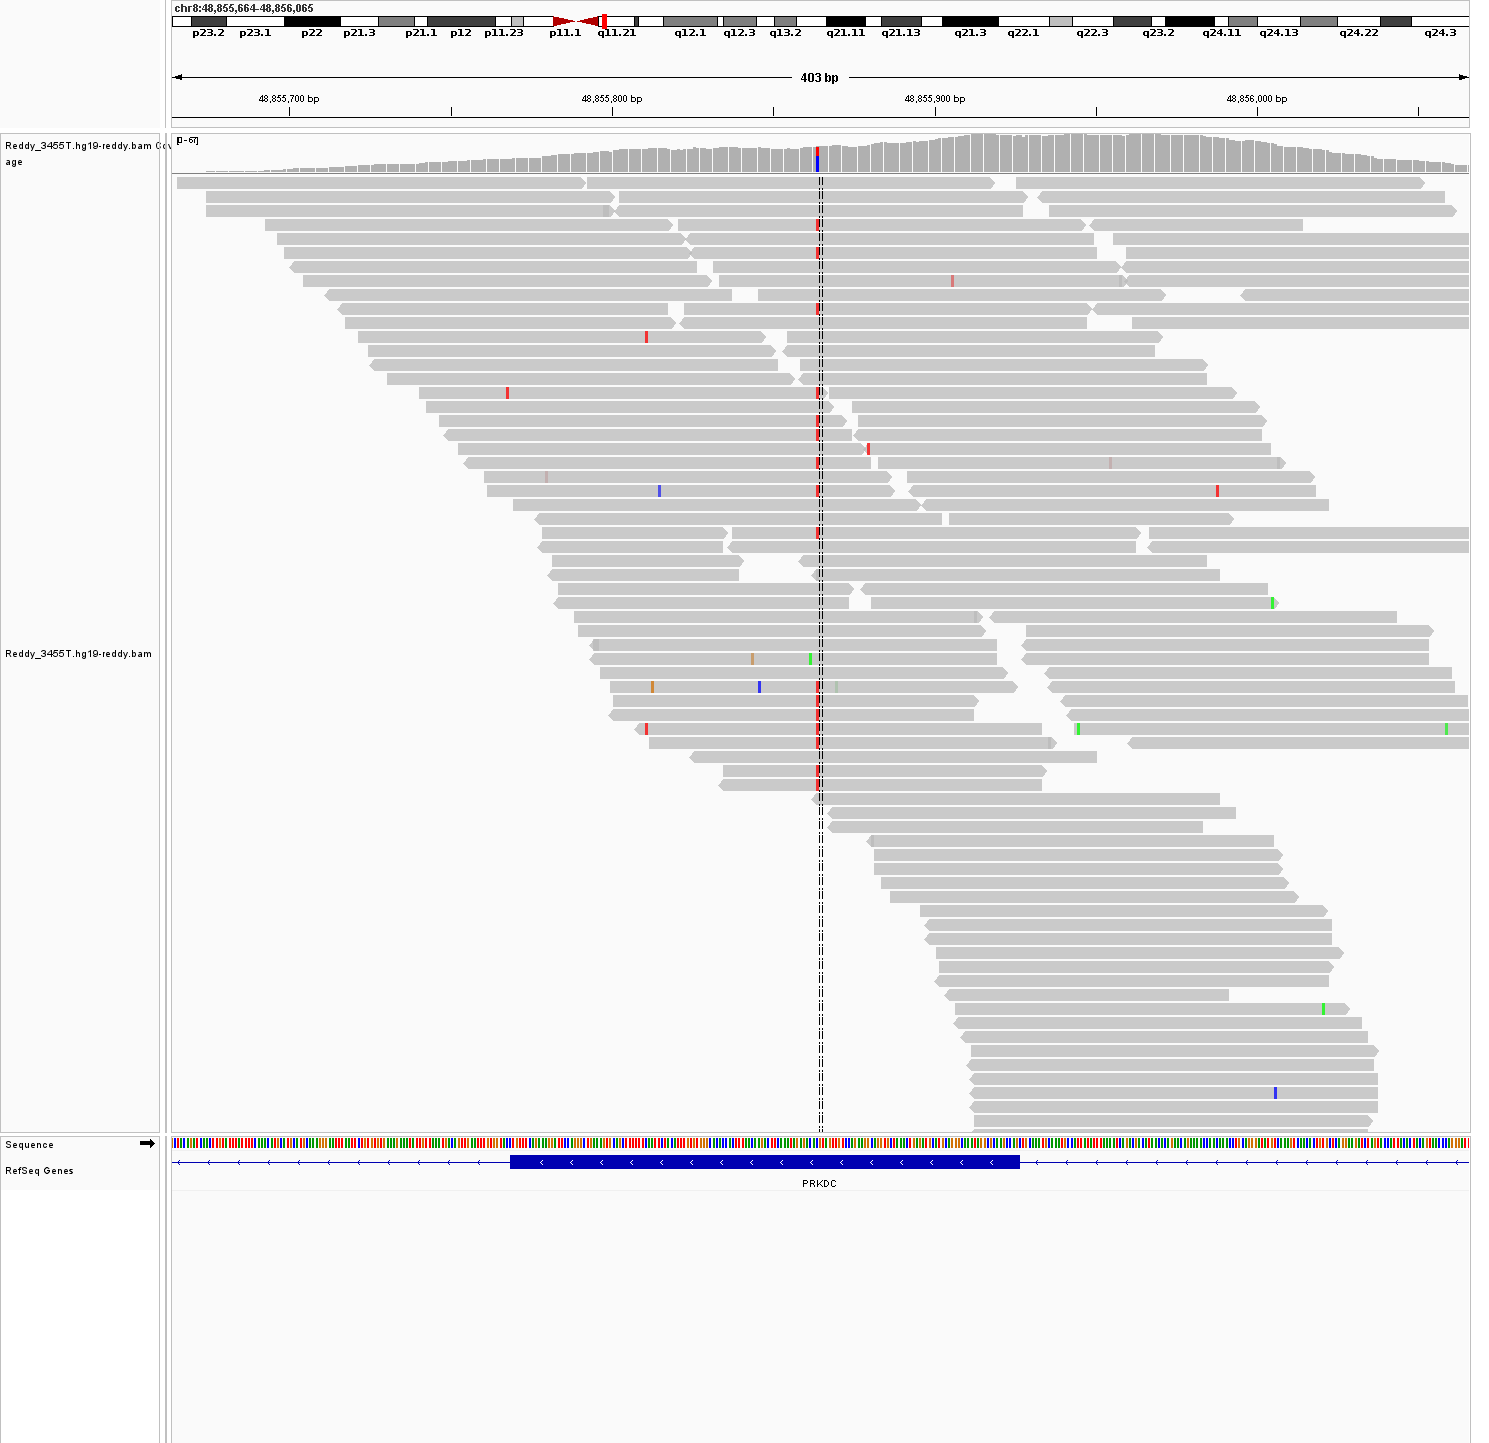 chr8:48,855,664-48,856,065
p23.2 p23.1 p22 p21.3 p21.1 p12 p11.23 p11.1 q11.21 q12.1 q12.3 q13.2 q21.11 q21.13 q21.3 q22.1 q22.3 q23.2 q24.11 q24.13 q24.22 q24.3
403 bp
48,855,700 bp 48,855,800 bp 48,855,900 bp 48,856,000 bp
[0 - 67]
Reddy_3455T.hg19-reddy.bam Cov
age
Reddy_3455T.hg19-reddy.bam
Sequence
RefSeq Genes
PRKDC